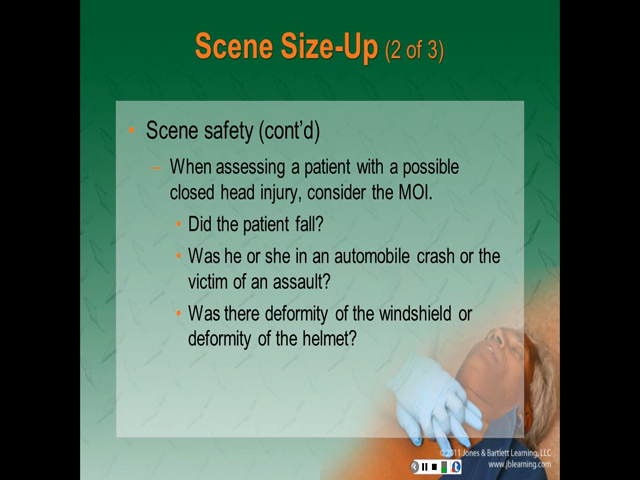 Scene Size-Up (2 of 3)
• Scene safety (cont’d)
– When assessing a patient with a possible
closed head injury, consider the MOI.
• Did the patient fall?
• Was he or she in an automobile crash or the
victim of an assault?
• Was there deformity of the windshield or
deformity of the helmet?
© 2011 Jones & Bartlett Learning, LLC
www.jblearning.com